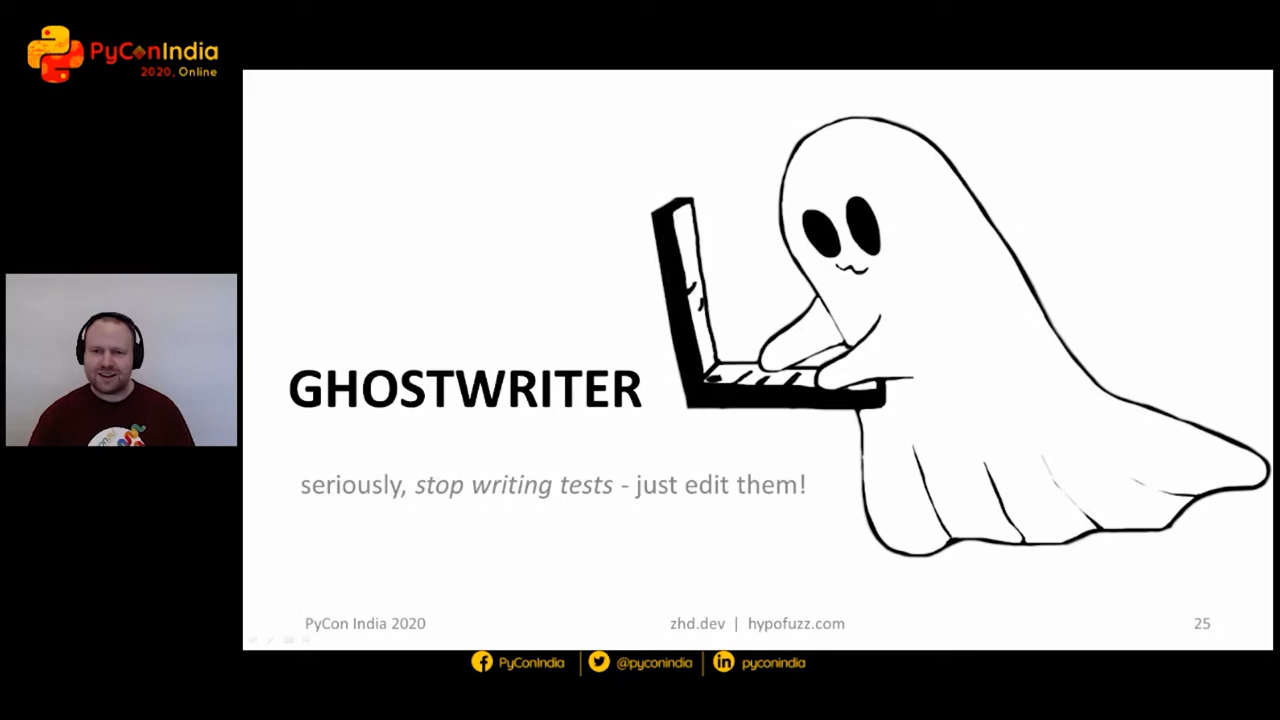 PyConIndia
2020, Online
GHOSTWRITER
seriously, stop writing tests - just edit them!
PyCon India 2020
zhd.dev | hypofuzz.com
25
PyConIndia
@pyconindia
pyconindia